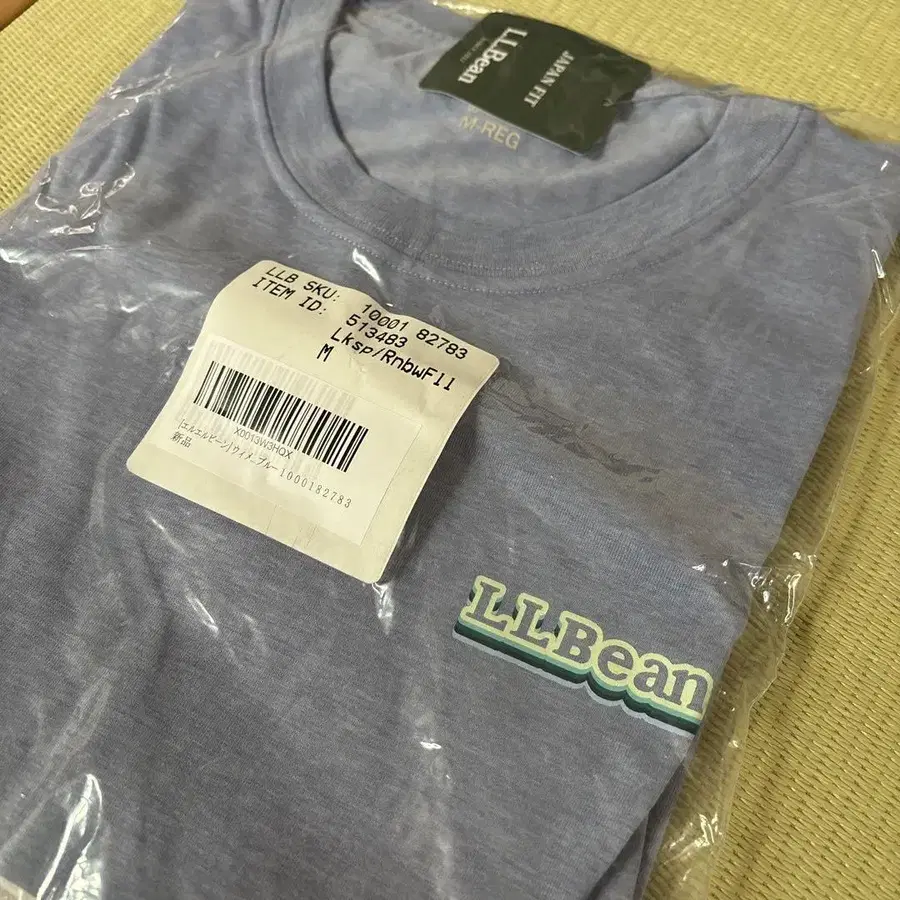 L.L.Bean
JAPAN FIT
M-REG
LLB SKU: 10001 82783
ITEM ID: 513483
Lksp/RnbwFll
M
X0013W3HQX
[エルエルビーン]ウィメ…ブルー1000182783
新品
LLBean